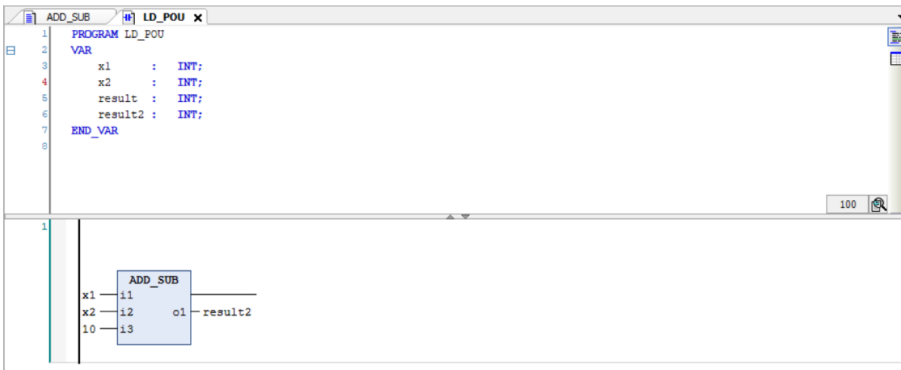 ADD_SUB LD_POU x
1 PROGRAM LD_POU
2 VAR
3 x1 : INT;
4 x2 : INT;
5 result : INT;
6 result2 : INT;
7 END_VAR
8
100
1
ADD_SUB
x1 i1
x2 i2 o1 result2
10 i3